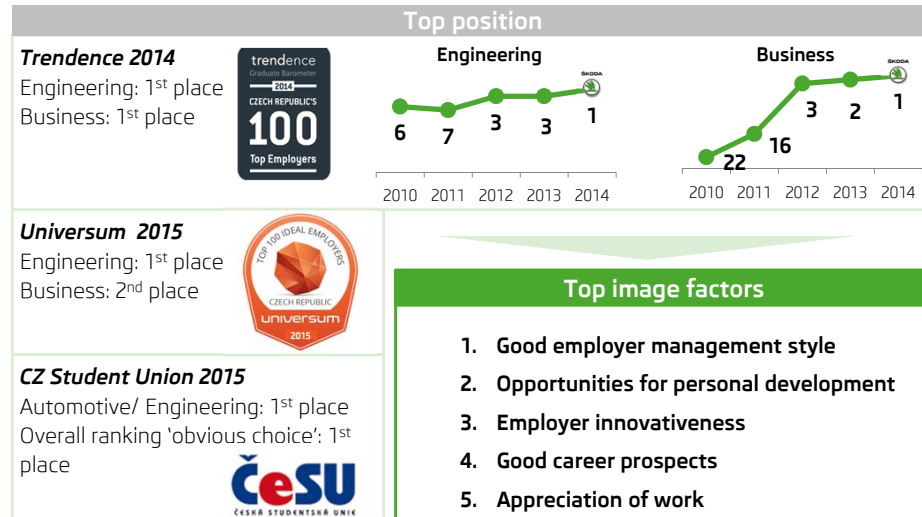 Top position
Trendence 2014
Engineering: 1st place
Business: 1st place
trendence
Graduate Barometer
2014
CZECH REPUBLIC'S
100
Top Employers
Engineering
ŠKODA
6
7
3
3
1
2010 2011 2012 2013 2014
Business
ŠKODA
22
16
3
2
1
2010 2011 2012 2013 2014
Universum 2015
Engineering: 1st place
Business: 2nd place
TOP 100 IDEAL EMPLOYERS
CZECH REPUBLIC
universum
2015
CZ Student Union 2015
Automotive/ Engineering: 1st place
Overall ranking 'obvious choice': 1st
place
ČeSU
ČESKÁ STUDENTSKÁ UNIE
Top image factors
1. Good employer management style
2. Opportunities for personal development
3. Employer innovativeness
4. Good career prospects
5. Appreciation of work